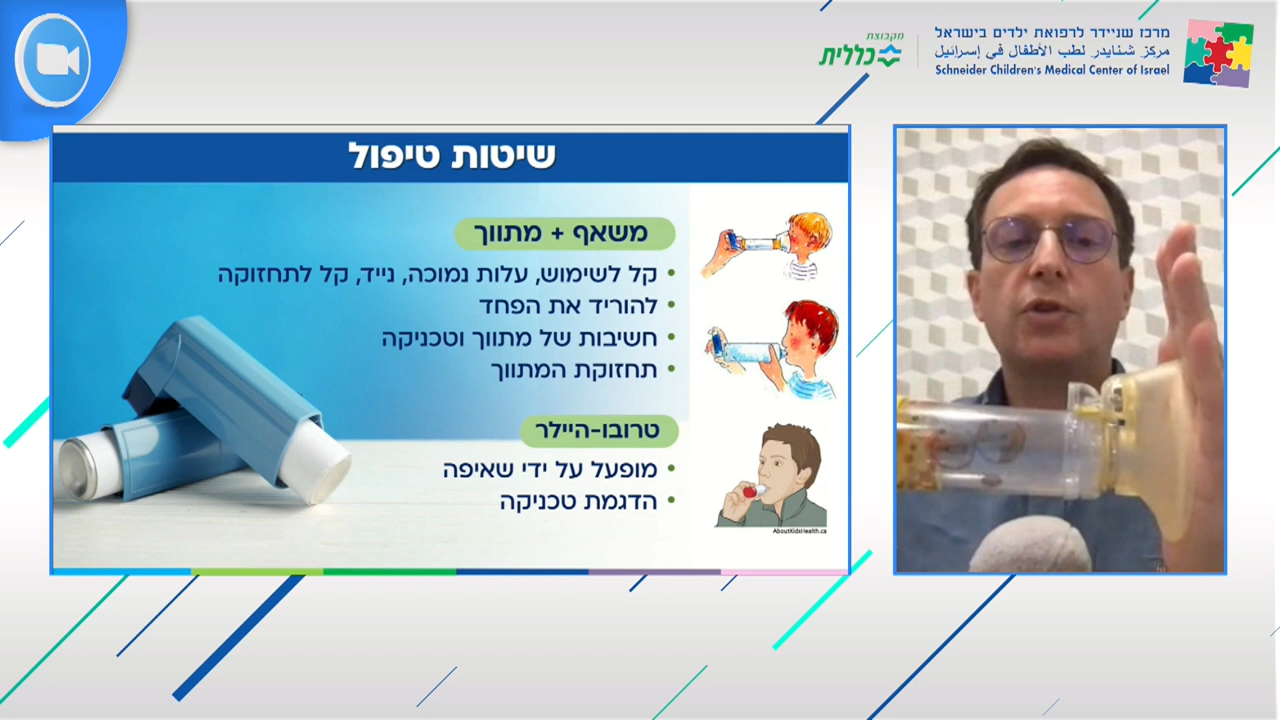 מקבוצת
כללית
מרכז שניידר לרפואת ילדים בישראל
مركز شنايدر لطب الأطفال في إسرائيل
Schneider Children's Medical Center of Israel
שיטות טיפול
משאף + מתווך
• קל לשימוש, עלות נמוכה, נייד, קל לתחזוקה
• להוריד את הפחד
• חשיבות של מתווך וטכניקה
• תחזוקת המתווך
טרובו-היילר
• מופעל על ידי שאיפה
• הדגמת טכניקה
AboutKidsHealth.ca